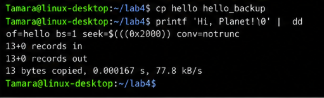 Tamara@linux-desktop:~/lab4$ cp hello hello_backup
Tamara@linux-desktop:~/lab4$ printf 'Hi, Planet!\0' | dd
of=hello bs=1 seek=$(((0x2000)) conv=notrunc
13+0 records in
13+0 records out
13 bytes copied, 0.000167 s, 77.8 kB/s
Tamara@linux-desktop:~/lab4$